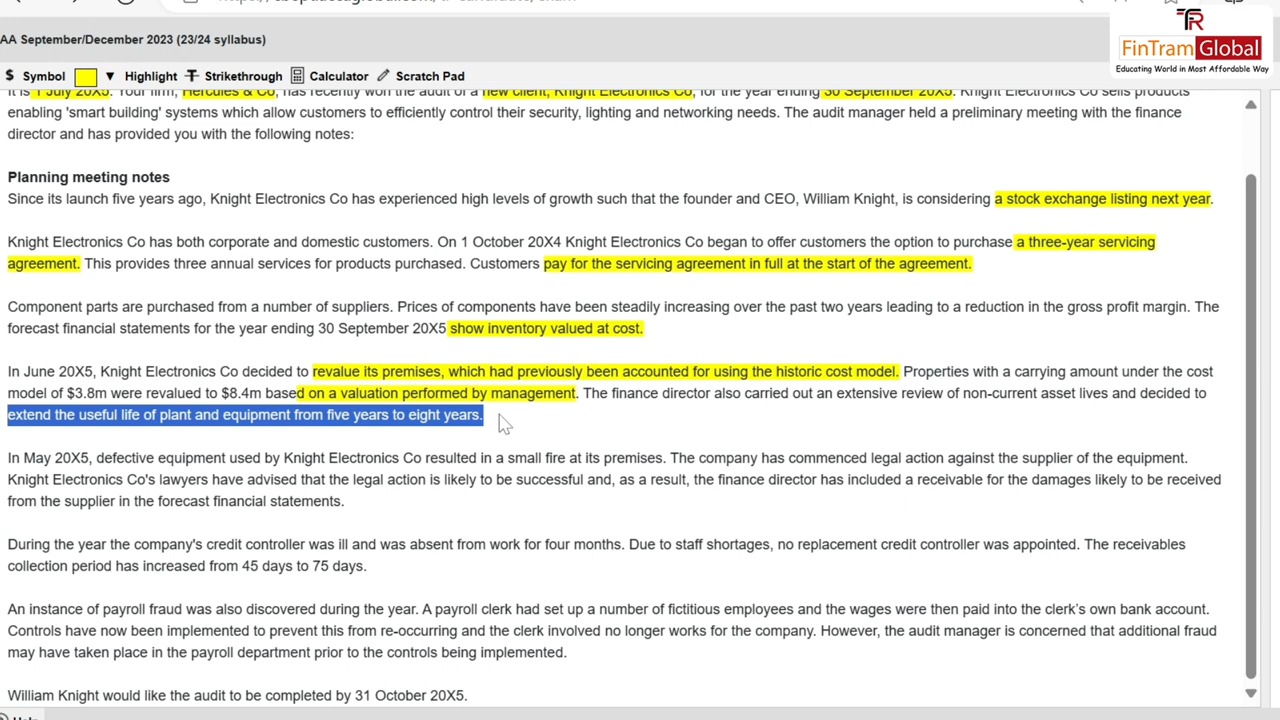 AA September/December 2023 (23/24 syllabus)
FinTram Global
Educating World in Most Affordable Way
$ Symbol ▼ Highlight Strikethrough Calculator Scratch Pad
It is 1 July 20X5. Your firm, Hercules & Co, has recently won the audit of a new client, Knight Electronics Co, for the year ending 30 September 20X5. Knight Electronics Co sells products
enabling 'smart building' systems which allow customers to efficiently control their security, lighting and networking needs. The audit manager held a preliminary meeting with the finance
director and has provided you with the following notes:
Planning meeting notes
Since its launch five years ago, Knight Electronics Co has experienced high levels of growth such that the founder and CEO, William Knight, is considering a stock exchange listing next year.
Knight Electronics Co has both corporate and domestic customers. On 1 October 20X4 Knight Electronics Co began to offer customers the option to purchase a three-year servicing
agreement. This provides three annual services for products purchased. Customers pay for the servicing agreement in full at the start of the agreement.
Component parts are purchased from a number of suppliers. Prices of components have been steadily increasing over the past two years leading to a reduction in the gross profit margin. The
forecast financial statements for the year ending 30 September 20X5 show inventory valued at cost.
In June 20X5, Knight Electronics Co decided to revalue its premises, which had previously been accounted for using the historic cost model. Properties with a carrying amount under the cost
model of $3.8m were revalued to $8.4m based on a valuation performed by management. The finance director also carried out an extensive review of non-current asset lives and decided to
extend the useful life of plant and equipment from five years to eight years.
In May 20X5, defective equipment used by Knight Electronics Co resulted in a small fire at its premises. The company has commenced legal action against the supplier of the equipment.
Knight Electronics Co's lawyers have advised that the legal action is likely to be successful and, as a result, the finance director has included a receivable for the damages likely to be received
from the supplier in the forecast financial statements.
During the year the company's credit controller was ill and was absent from work for four months. Due to staff shortages, no replacement credit controller was appointed. The receivables
collection period has increased from 45 days to 75 days.
An instance of payroll fraud was also discovered during the year. A payroll clerk had set up a number of fictitious employees and the wages were then paid into the clerk's own bank account.
Controls have now been implemented to prevent this from re-occurring and the clerk involved no longer works for the company. However, the audit manager is concerned that additional fraud
may have taken place in the payroll department prior to the controls being implemented.
William Knight would like the audit to be completed by 31 October 20X5.